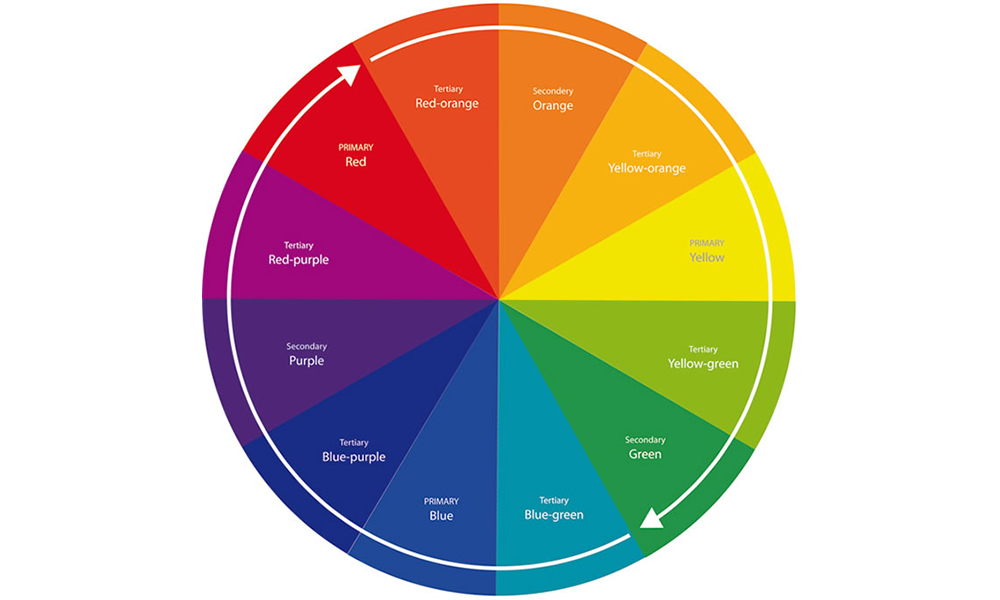 Tertiary
Red-orange
Secondery
Orange
PRIMARY
Red
Tertiary
Yellow-orange
Tertiary
Red-purple
PRIMARY
Yellow
Secondary
Purple
Tertiary
Yellow-green
Tertiary
Blue-purple
Secondary
Green
PRIMARY
Blue
Tertiary
Blue-green